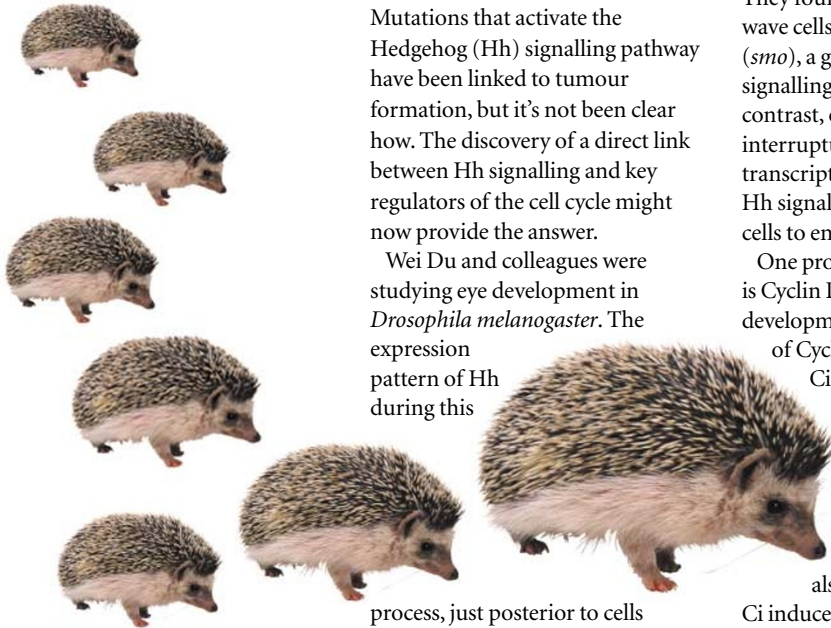 Mutations that activate the
Hedgehog (Hh) signalling pathway
have been linked to tumour
formation, but it's not been clear
how. The discovery of a direct link
between Hh signalling and key
regulators of the cell cycle might
now provide the answer.
Wei Du and colleagues were
studying eye development in
Drosophila melanogaster. The
expression
pattern of Hh
during this
process, just posterior to cells
They foun
wave cells
(smo), a g
signalling
contrast,
interruptu
transcript
Hh signal
cells to en
One pro
is Cyclin
developm
of Cyc
Ci
als
Ci induce